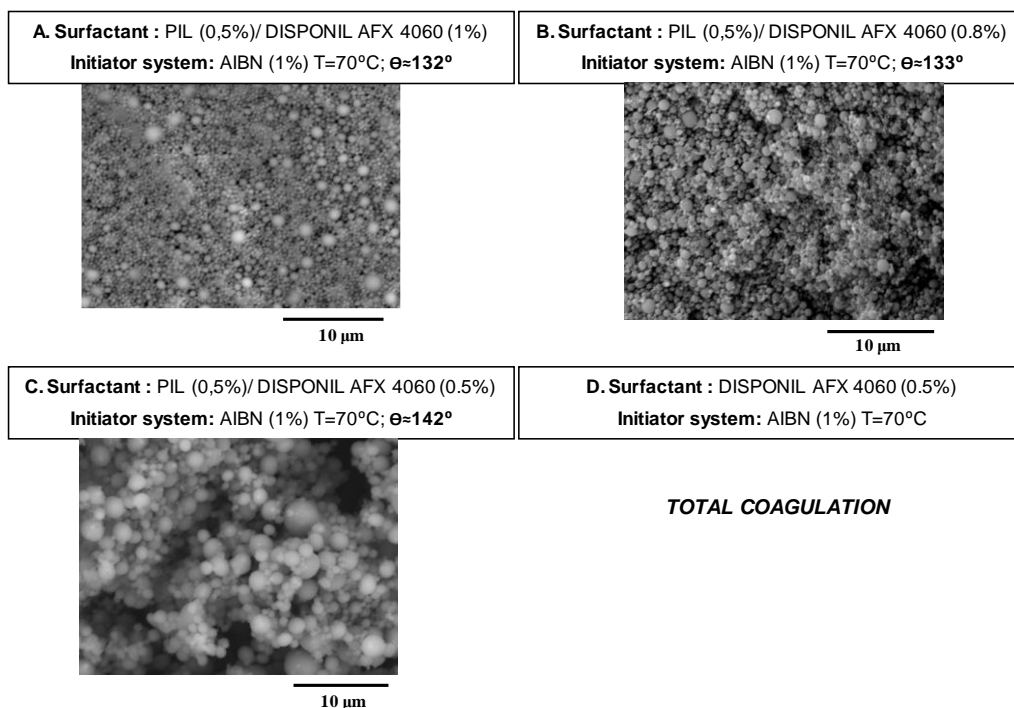 A. Surfactant : PIL (0,5%)/ DISPONIL AFX 4060 (1%)
Initiator system: AIBN (1%) T=70ºC; Ɵ≈132º
B. Surfactant : PIL (0,5%)/ DISPONIL AFX 4060 (0.8%)
Initiator system: AIBN (1%) T=70ºC; Ɵ≈133º
10 µm
10 µm
C. Surfactant : PIL (0,5%)/ DISPONIL AFX 4060 (0.5%)
Initiator system: AIBN (1%) T=70ºC; Ɵ≈142º
D. Surfactant : DISPONIL AFX 4060 (0.5%)
Initiator system: AIBN (1%) T=70ºC
TOTAL COAGULATION
10 µm